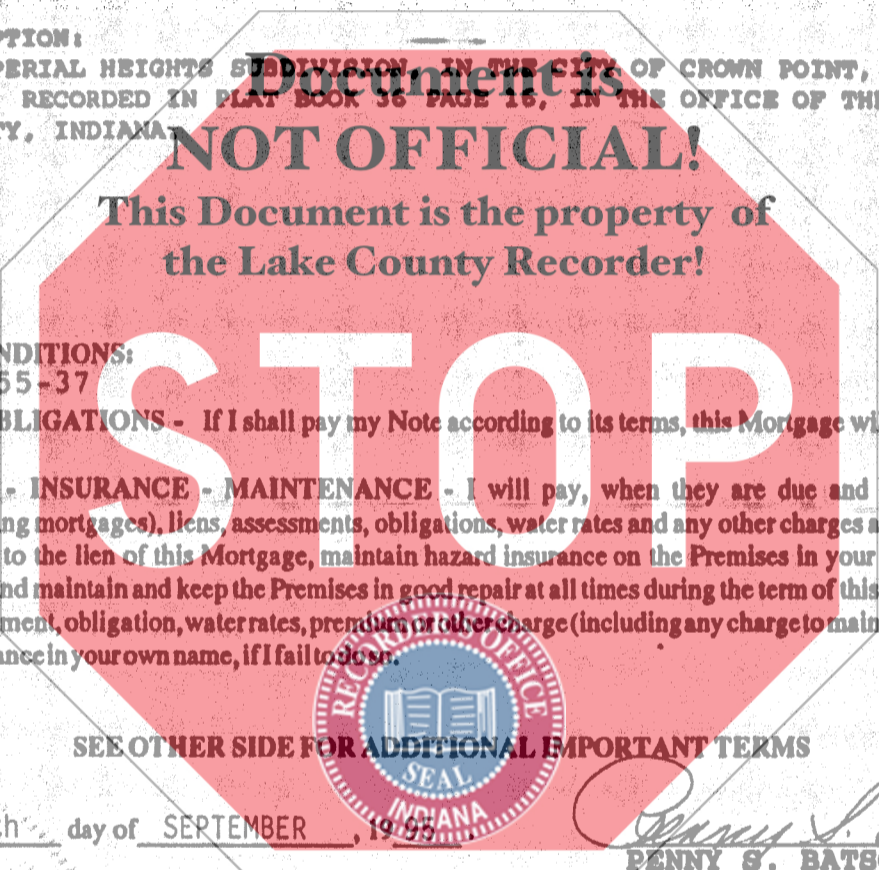 PTION:
PERIAL HEIGHTS SUBDIVISION, IN THE CITY OF CROWN POINT,
RECORDED IN PLAT BOOK 36 PAGE 16, IN THE OFFICE OF THE
TY, INDIANA
Document is
NOT OFFICIAL!
This Document is the property of
the Lake County Recorder!
STOP
NDITIONS:
55-37
BLIGATIONS - If I shall pay my Note according to its terms, this Mortgage wi
- INSURANCE - MAINTENANCE - I will pay, when they are due and
ng mortgages), liens, assessments, obligations, water rates and any other charges a
to the lien of this Mortgage, maintain hazard insurance on the Premises in your
nd maintain and keep the Premises in good repair at all times during the term of this
ment, obligation, water rates, premium or other charge (including any charge to main
ance in your own name, if I fail to do so.
RECORDER'S OFFICE
SEAL
INDIANA
SEE OTHER SIDE FOR ADDITIONAL IMPORTANT TERMS
th day of SEPTEMBER, 19 95.
Penny S.
PENNY S. BATS